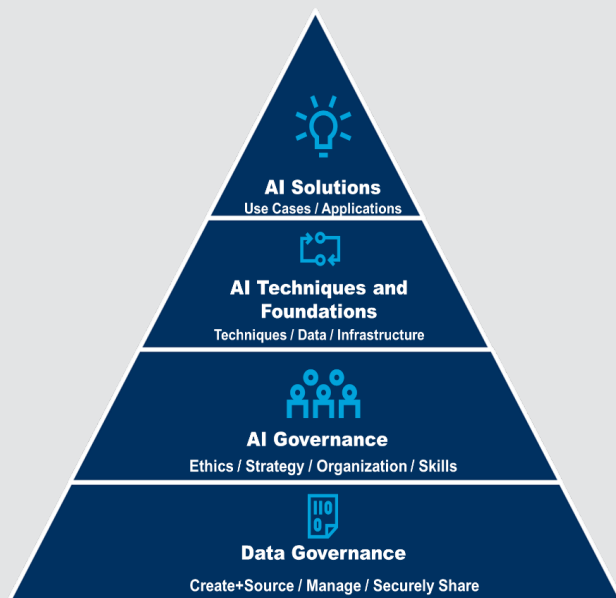 AI Solutions
Use Cases / Applications
AI Techniques and
Foundations
Techniques / Data / Infrastructure
AI Governance
Ethics / Strategy / Organization / Skills
IIO
O
Data Governance
Create+Source / Manage / Securely Share